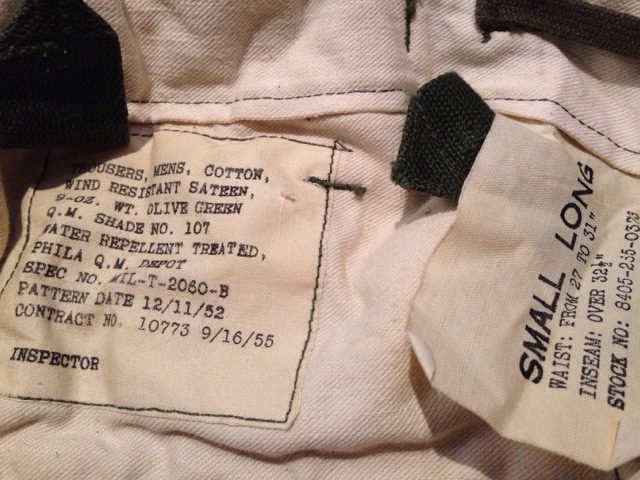 TROUSERS, MENS, COTTON,
WIND RESISTANT SATEEN,
9-OZ. WT. OLIVE GREEN
Q.M. SHADE NO. 107
WATER REPELLENT TREATED,
PHILA Q.M. DEPOT
SPEC NO. MIL-T-2060-B
PATTERN DATE 12/11/52
CONTRACT NO. 10773 9/16/55
INSPECTOR
SMALL LONG
WAIST: FROM 27 TO 31"
INSEAM: OVER 32½"
STOCK NO: 8405-235-